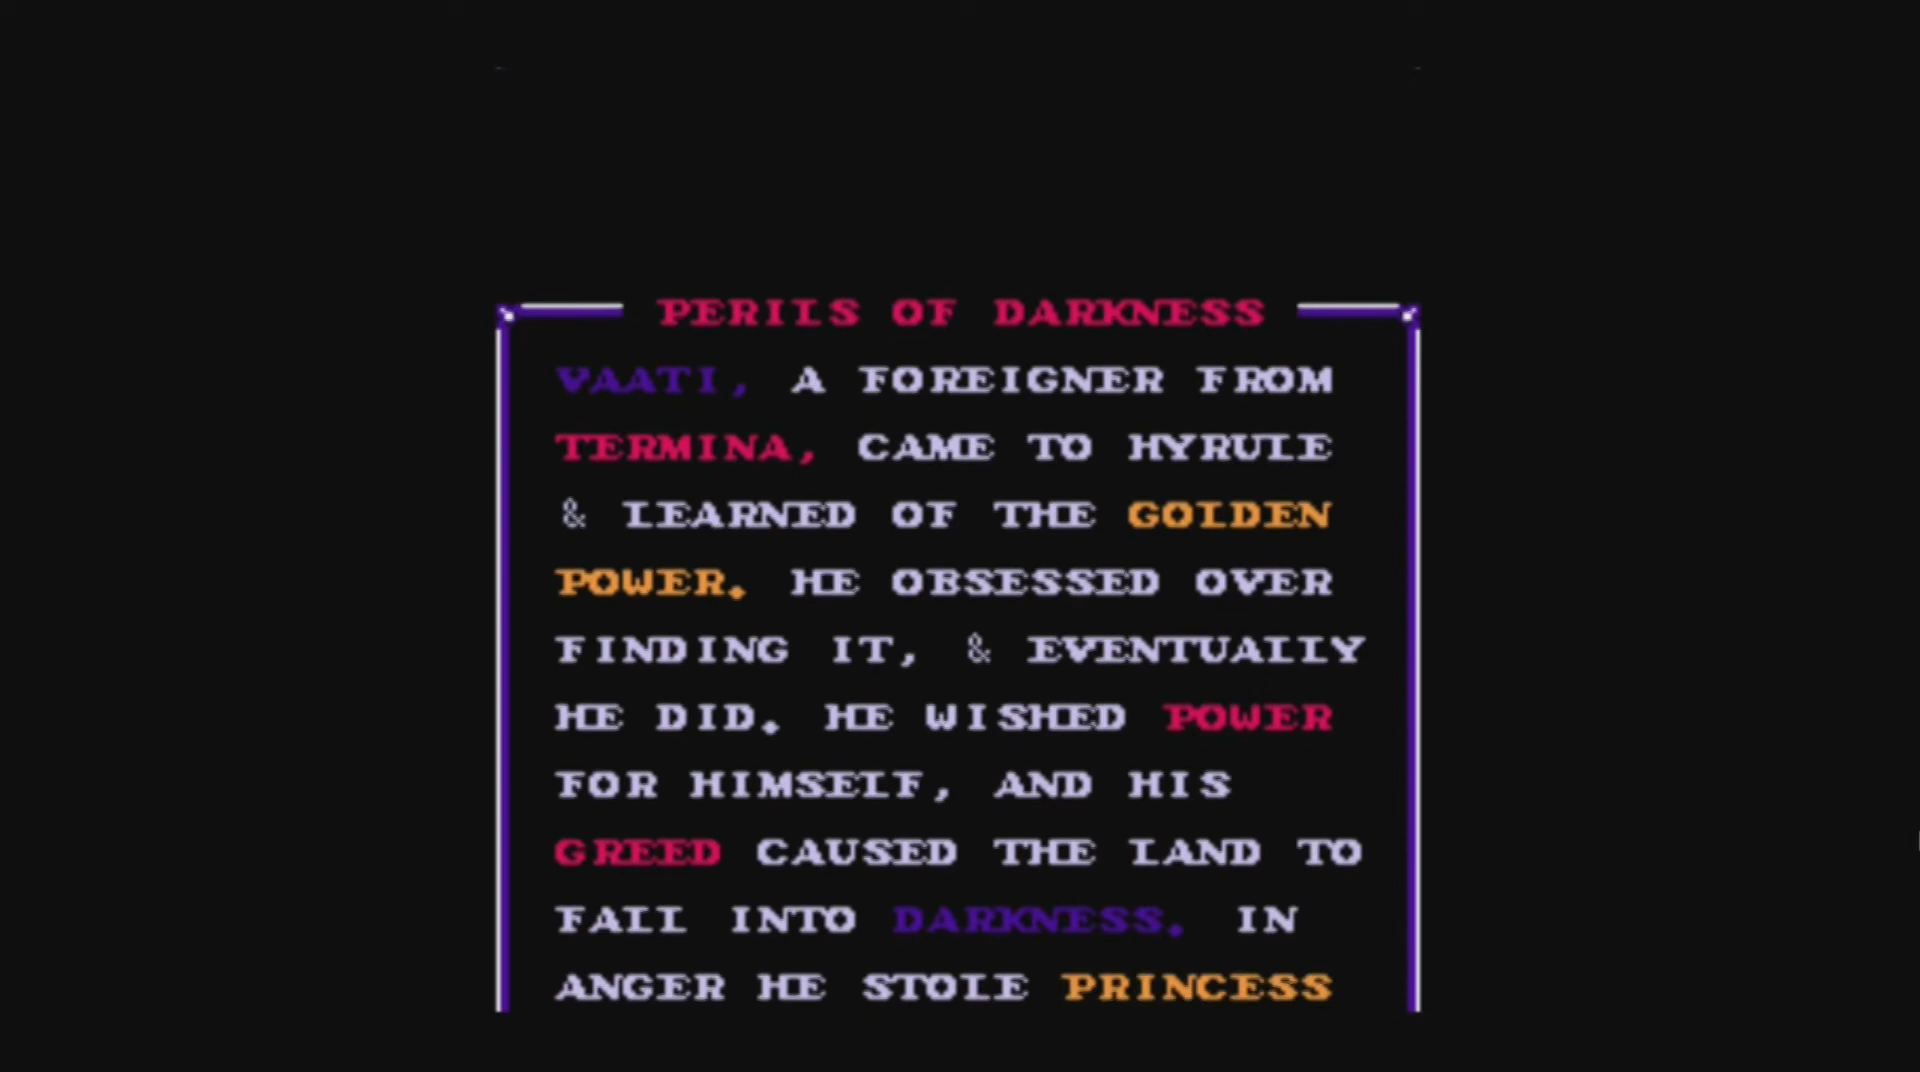 PERILS OF DARKNESS
VAATI, A FOREIGNER FROM
TERMINA, CAME TO HYRULE
& LEARNED OF THE GOLDEN
POWER. HE OBSESSED OVER
FINDING IT, & EVENTUALLY
HE DID. HE WISHED POWER
FOR HIMSELF, AND HIS
GREED CAUSED THE LAND TO
FALL INTO DARKNESS. IN
ANGER HE STOLE PRINCESS